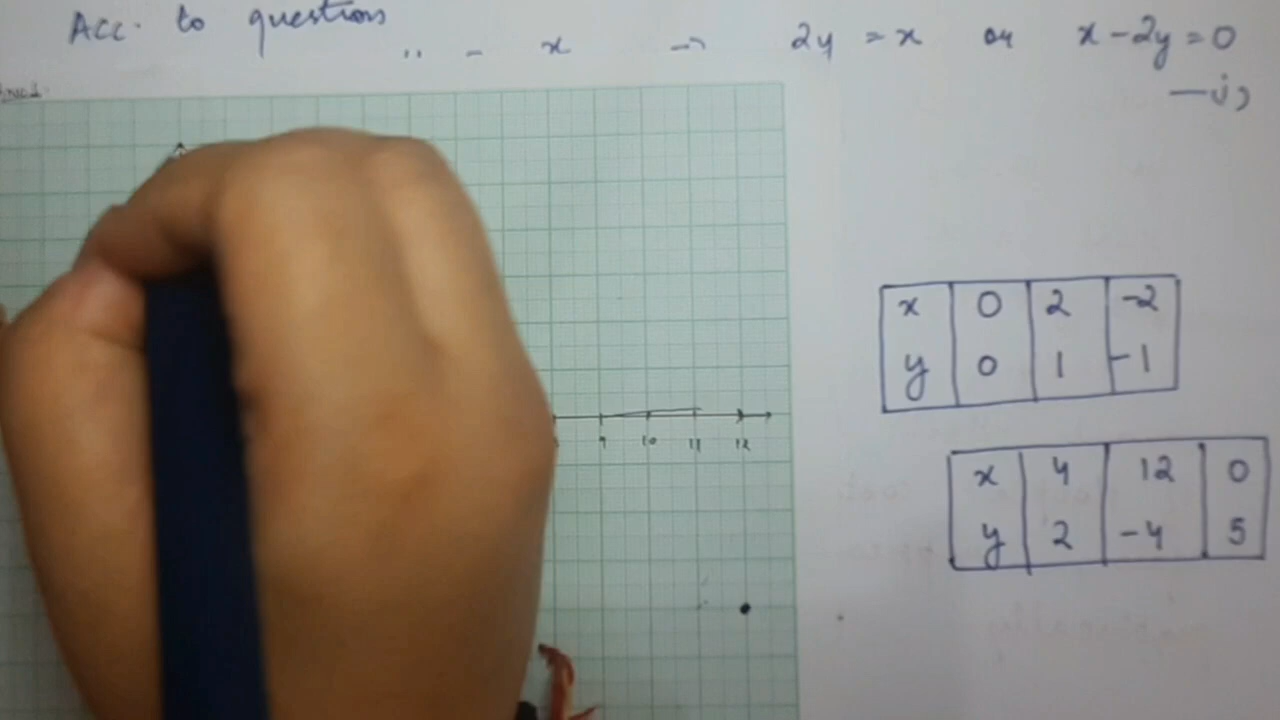 Acc. to question
x → 2y = x or x - 2y = 0
— i)
9 10 11 12
x 0 2 -2
y 0 1 -1
x 4 12 0
y 2 -4 5